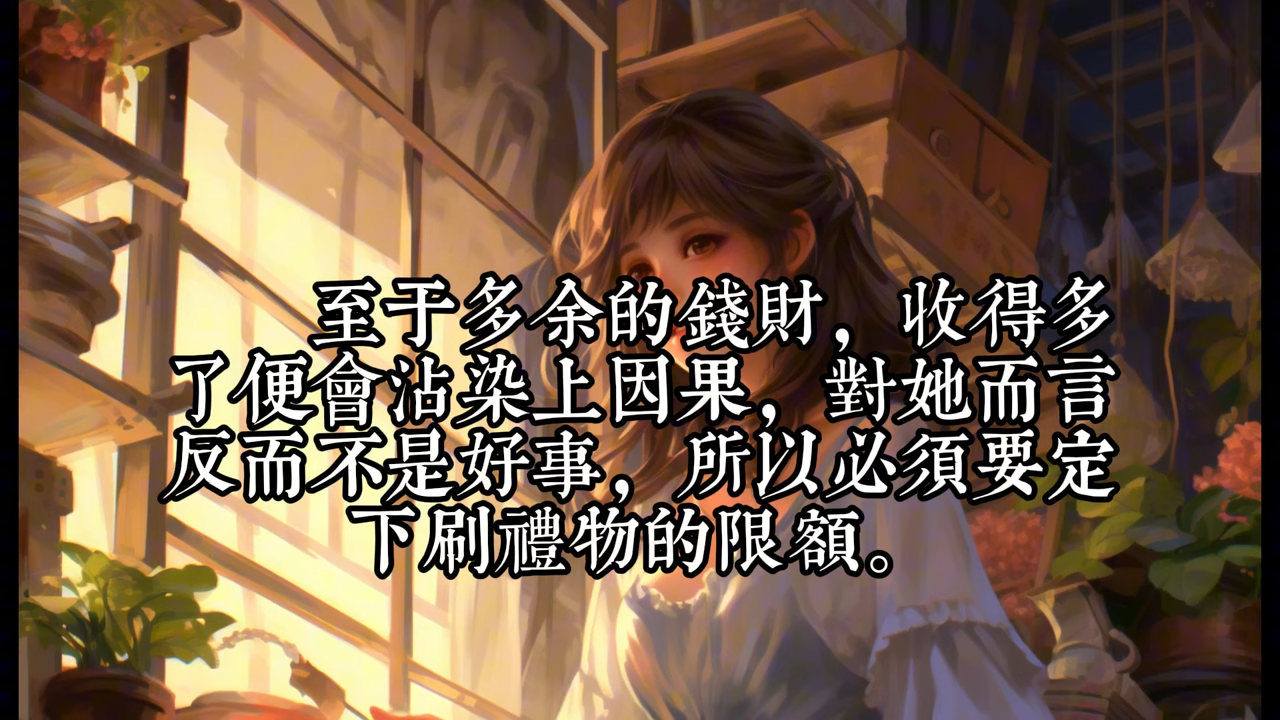 至于多余的錢財，收得多
了便會沾染上因果，對她而言
反而不是好事，所以必須要定
下刷禮物的限額。